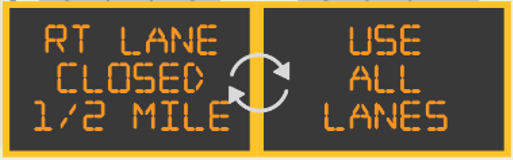 RT LANE
CLOSED
1/2 MILE
USE
ALL
LANES